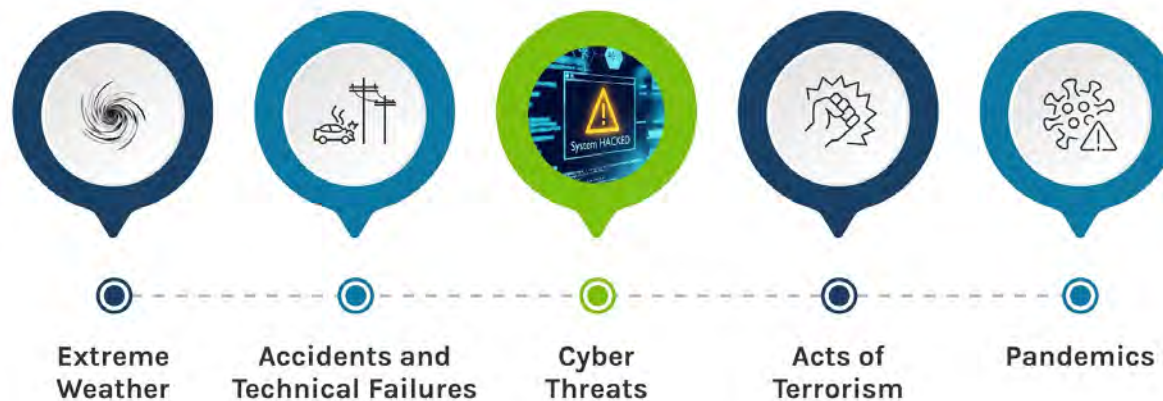 System HACKED
Extreme
Weather
Accidents and
Technical Failures
Cyber
Threats
Acts of
Terrorism
Pandemics